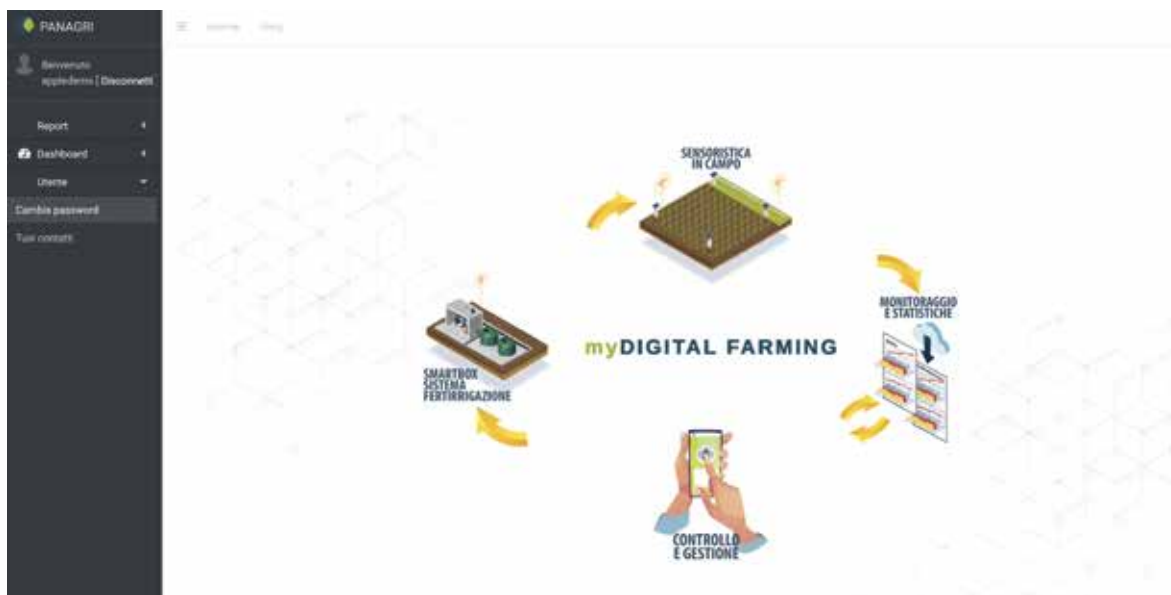 PANAGRI
Benvenuto
| Disconnetti
Report
Dashboard
Utente
Cambia password
Tuoi contatti
SENSORISTICA
IN CAMPO
MONITORAGGIO
E STATISTICHE
myDIGITAL FARMING
SMARTBOX
SISTEMA
FERTIRRIGAZIONE
CONTROLLO
E GESTIONE